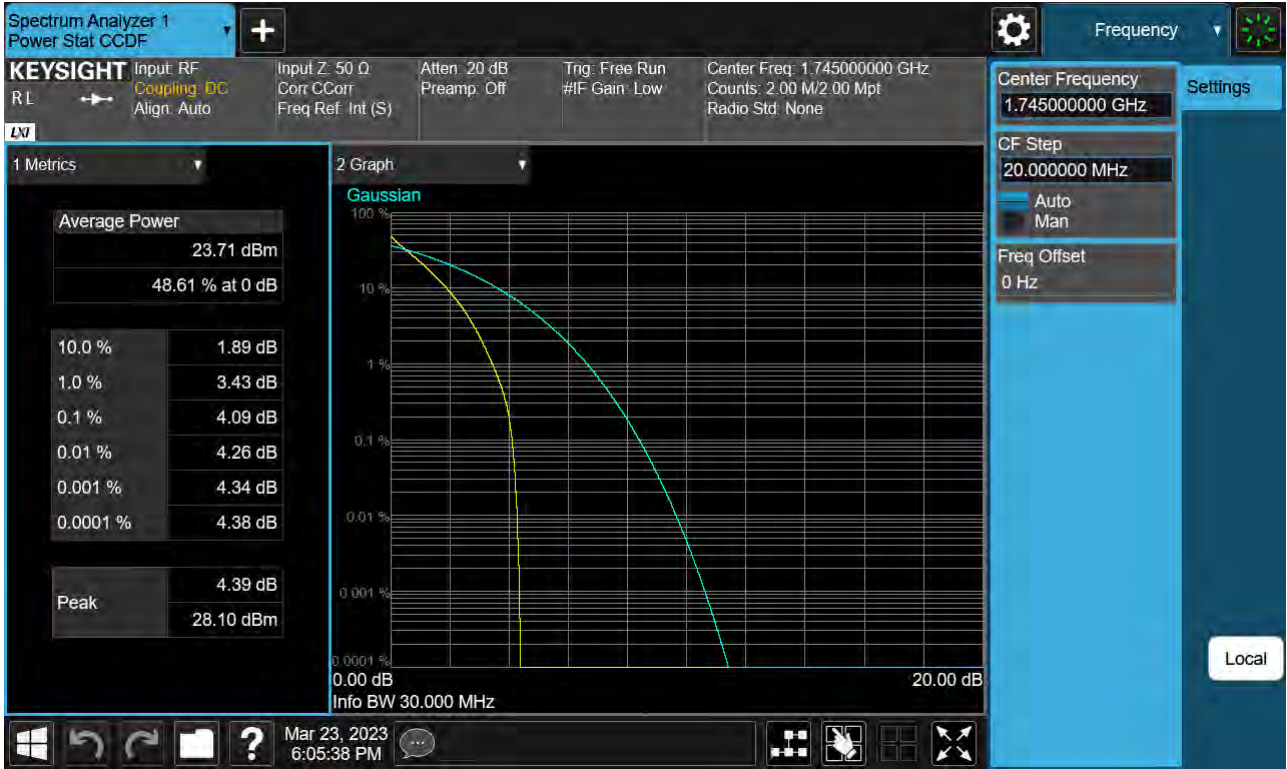 Spectrum Analyzer 1
Power Stat CCDF
Frequency
KEYSIGHT
R L
LXI
Input: RF
Coupling: DC
Align: Auto
Input Z: 50 Ω
Corr CCorr
Freq Ref: Int (S)
Atten: 20 dB
Preamp: Off
Trig: Free Run
#IF Gain: Low
Center Freq: 1.745000000 GHz
Counts: 2.00 M/2.00 Mpt
Radio Std: None
Center Frequency
1.745000000 GHz
Settings
CF Step
20.000000 MHz
Auto
Man
Freq Offset
0 Hz
1 Metrics
Average Power
23.71 dBm
48.61 % at 0 dB
10.0 % 1.89 dB
1.0 % 3.43 dB
0.1 % 4.09 dB
0.01 % 4.26 dB
0.001 % 4.34 dB
0.0001 % 4.38 dB
Peak 4.39 dB
28.10 dBm
2 Graph
Gaussian
100 %
10 %
1 %
0.1 %
0.01 %
0.001 %
0.0001 %
0.00 dB 20.00 dB
Info BW 30.000 MHz
Local
?
Mar 23, 2023
6:05:38 PM